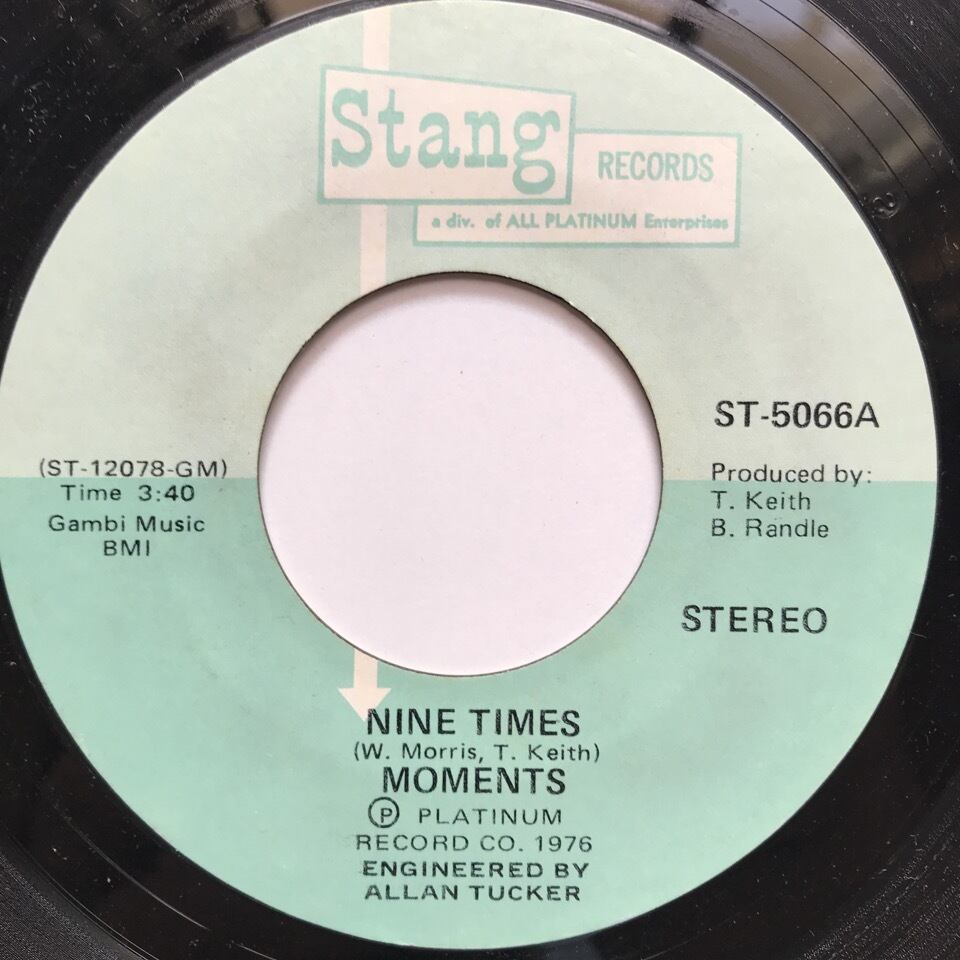 Stang
RECORDS
a div. of ALL PLATINUM Enterprises
ST-5066A
(ST-12078-GM)
Time 3:40
Gambi Music
BMI
Produced by:
T. Keith
B. Randle
STEREO
NINE TIMES
(W. Morris, T. Keith)
MOMENTS
Ⓟ PLATINUM
RECORD CO. 1976
ENGINEERED BY
ALLAN TUCKER